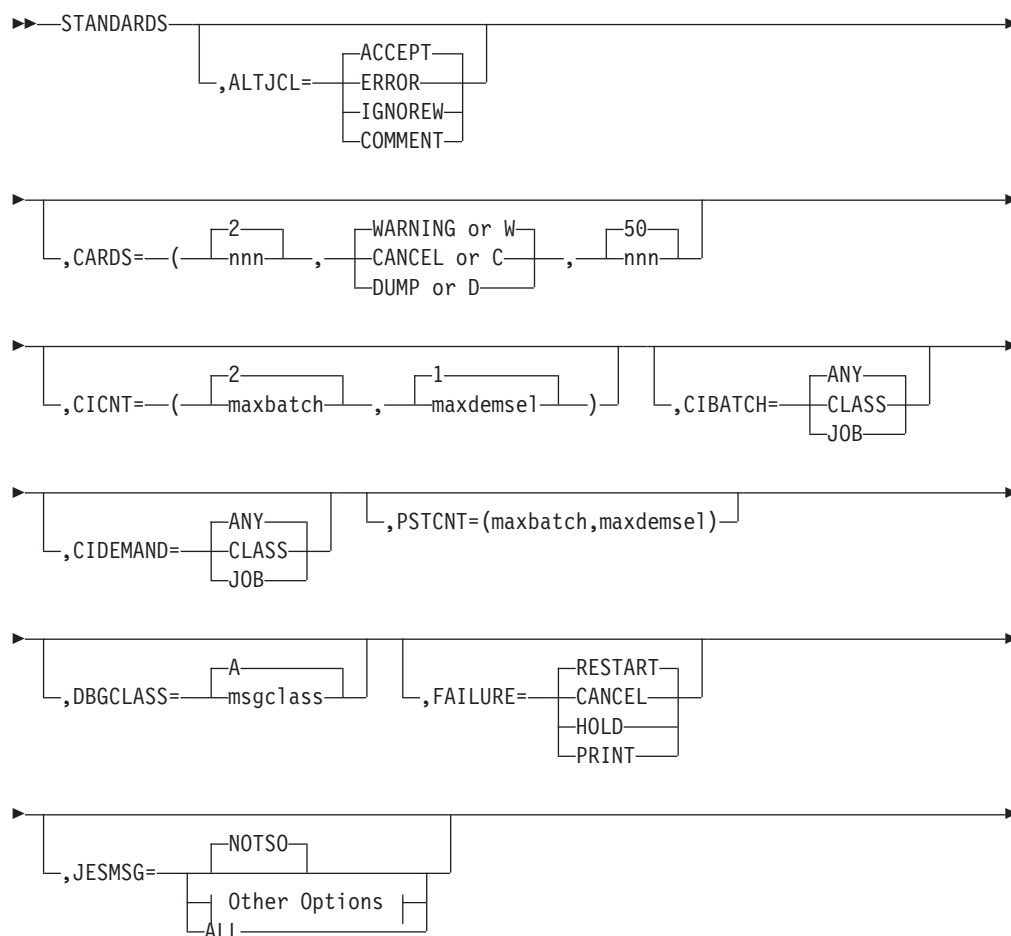 STANDARDS
,ALTJCL=
ACCEPT
ERROR
IGNOREW
COMMENT
,CARDS=(
2
nnn
,
WARNING or W
CANCEL or C
DUMP or D
,
50
nnn
,CICNT=(
2
maxbatch
,
1
maxdemsel
)
,CIBATCH=
ANY
CLASS
JOB
,CIDEMAND=
ANY
CLASS
JOB
,PSTCNT=(maxbatch,maxdemsel)
,DBGCLASS=
A
msgclass
,FAILURE=
RESTART
CANCEL
HOLD
PRINT
,JESMSG=
NOTSO
Other Options
ALL